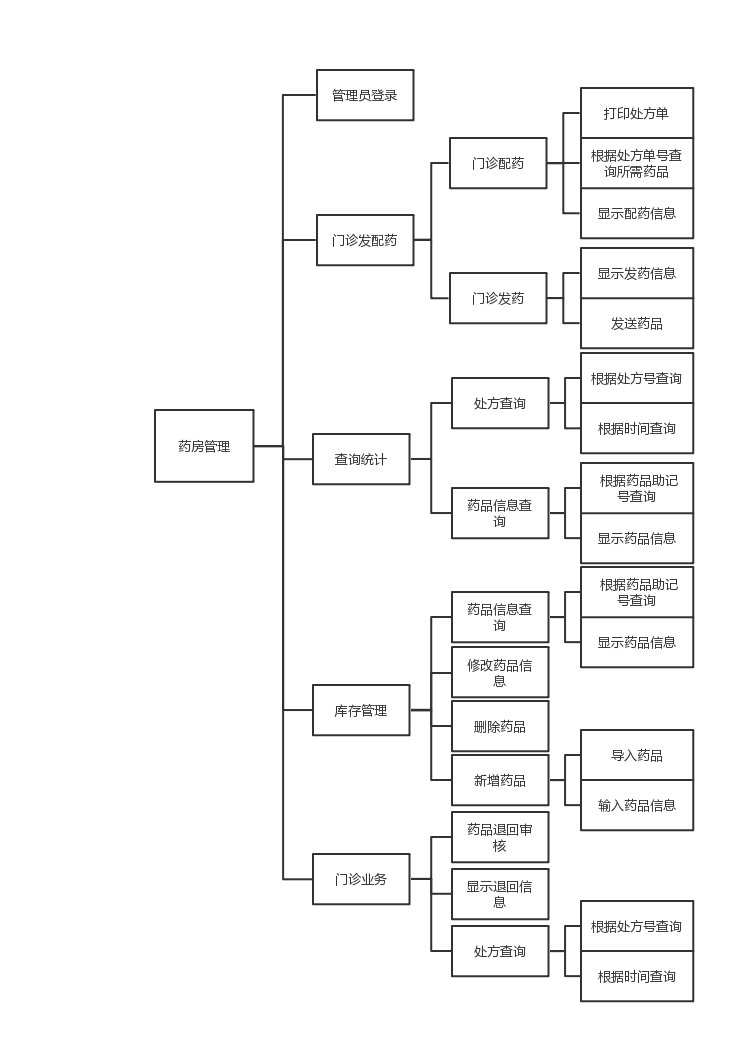 管理员登录
打印处方单
门诊配药
根据处方单号查
询所需药品
显示配药信息
门诊发配药
显示发药信息
门诊发药
发送药品
根据处方号查询
处方查询
根据时间查询
药房管理
查询统计
根据药品助记
号查询
药品信息查
询
显示药品信息
根据药品助记
号查询
药品信息查
询
显示药品信息
修改药品信
息
库存管理
删除药品
导入药品
新增药品
输入药品信息
药品退回审
核
门诊业务
显示退回信
息
根据处方号查询
处方查询
根据时间查询